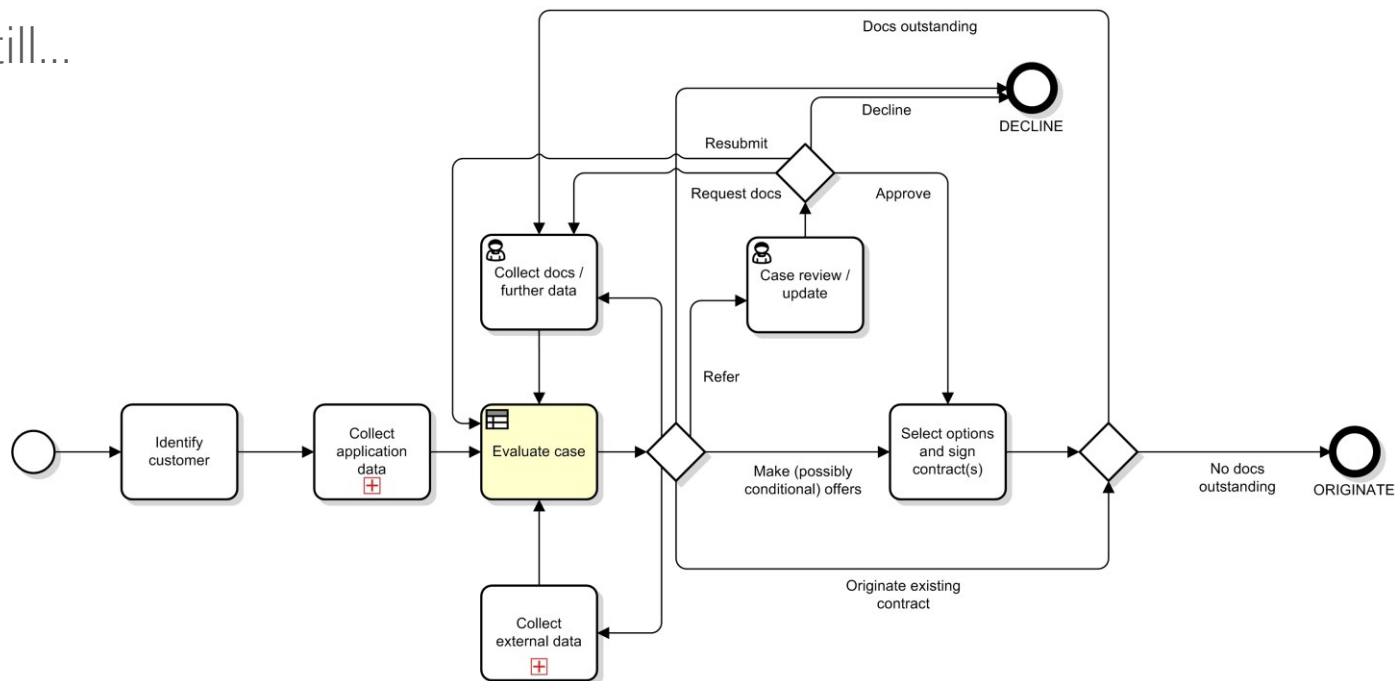 till...
Docs outstanding
Decline
DECLINE
Resubmit
Request docs
Approve
Collect docs /
further data
Case review /
update
Refer
Identify
customer
Collect
application
data
Evaluate case
Make (possibly
conditional) offers
Select options
and sign
contract(s)
No docs
outstanding
ORIGINATE
Originate existing
contract
Collect
external data